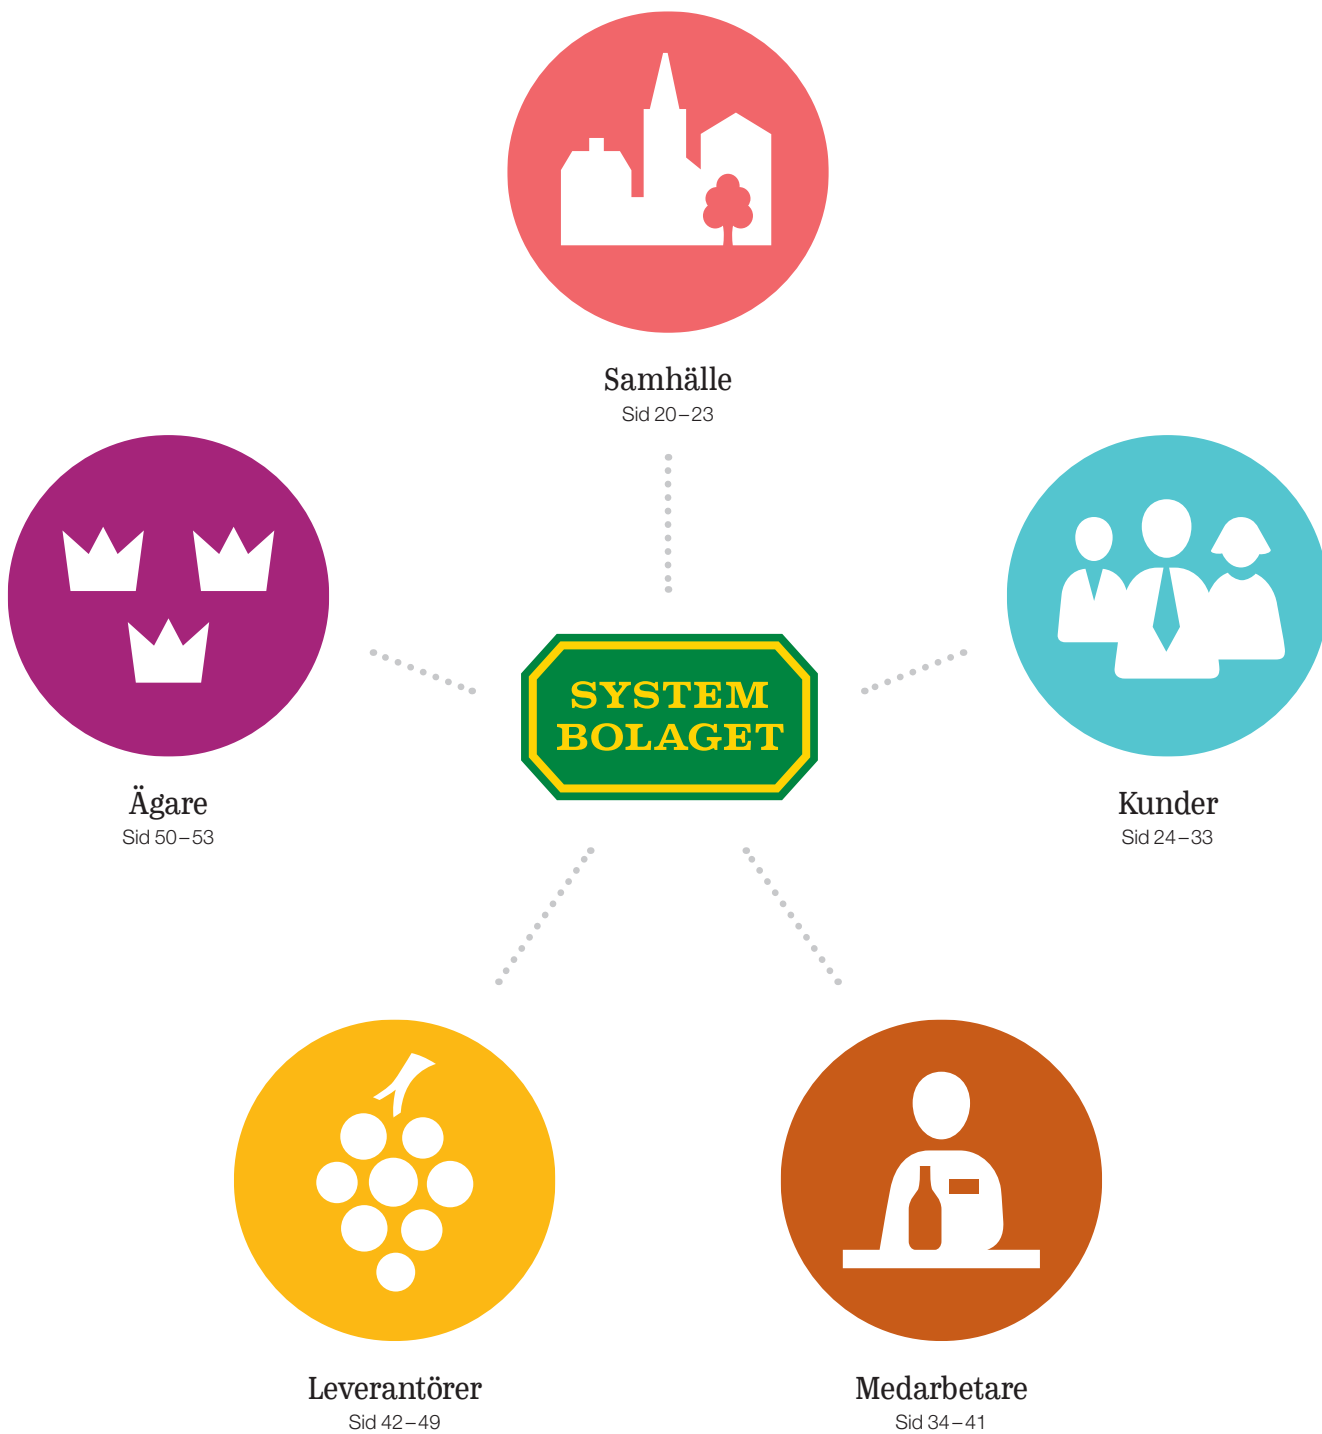 Samhälle
Sid 20–23
Ägare
Sid 50–53
SYSTEM
BOLAGET
Kunder
Sid 24–33
Leverantörer
Sid 42–49
Medarbetare
Sid 34–41